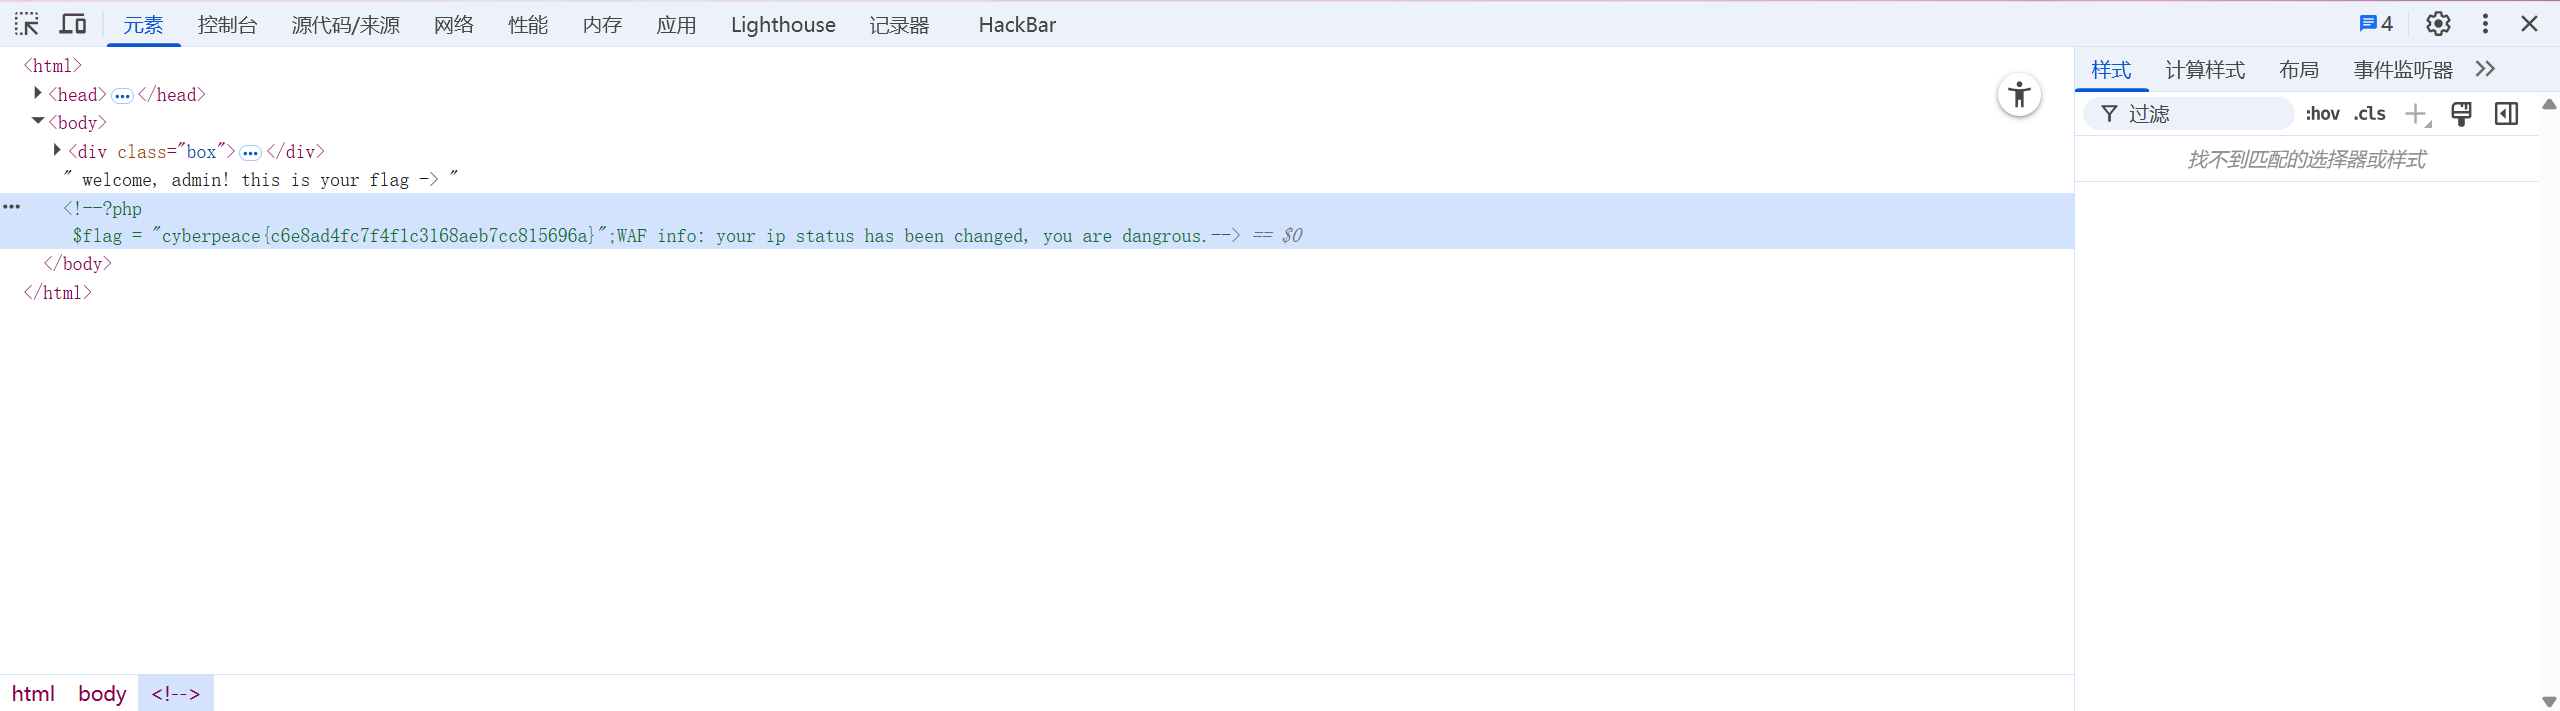 元素 控制台 源代码/来源 网络 性能 内存 应用 Lighthouse 记录器 HackBar 4
<html>
<head>…</head>
<body>
<div class="box">…</div>
" welcome, admin! this is your flag -> "
<!--?php
$flag = "cyberpeace{c6e8ad4fc7f4f1c3168aeb7cc815696a}";WAF info: your ip status has been changed, you are dangrous.--> == $0
</body>
</html>
html body <!-->
样式 计算样式 布局 事件监听器
过滤 :hov .cls
找不到匹配的选择器或样式